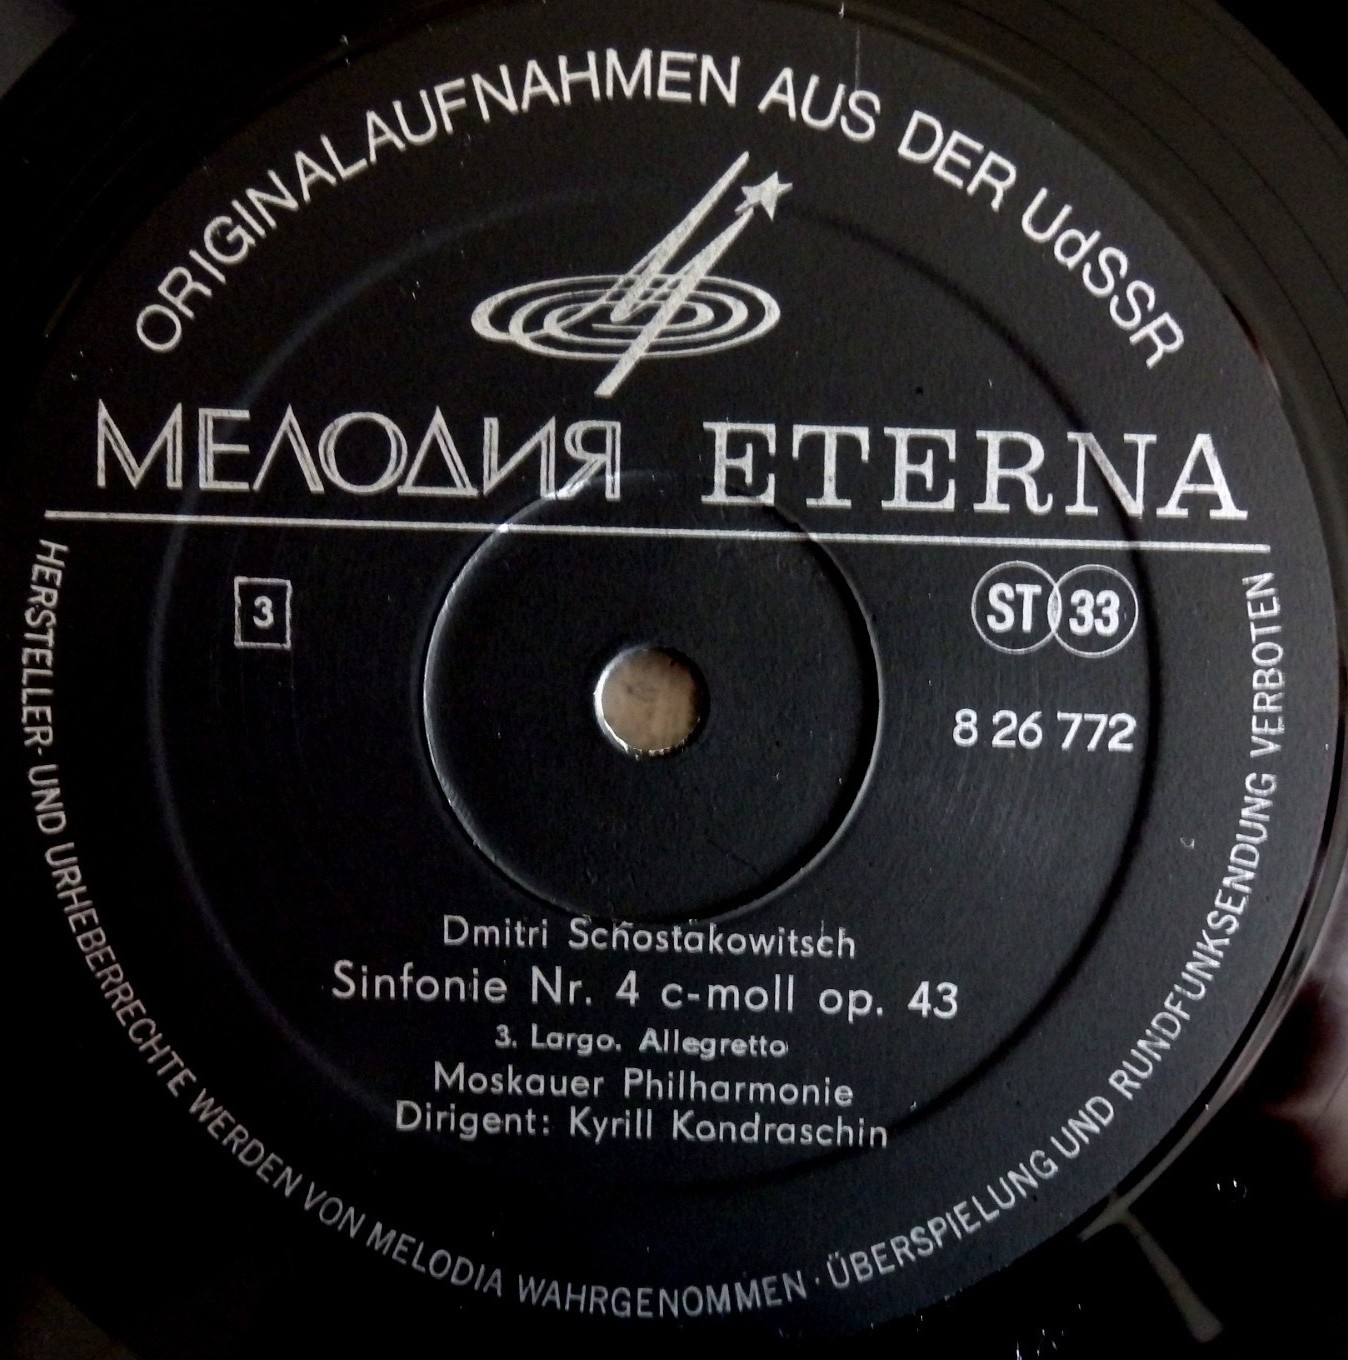 ORIGINALAUFNAHMEN AUS DER UdSSR
МЕЛОДИЯ ETERNA
3
ST 33
8 26 772
Dmitri Schostakowitsch
Sinfonie Nr. 4 c-moll op. 43
3. Largo. Allegretto
Moskauer Philharmonie
Dirigent: Kyrill Kondraschin
HERSTELLER- UND URHEBERRECHTE WERDEN VON MELODIA WAHRGENOMMEN · ÜBERSPIELUNG UND RUNDFUNKSENDUNG VERBOTEN